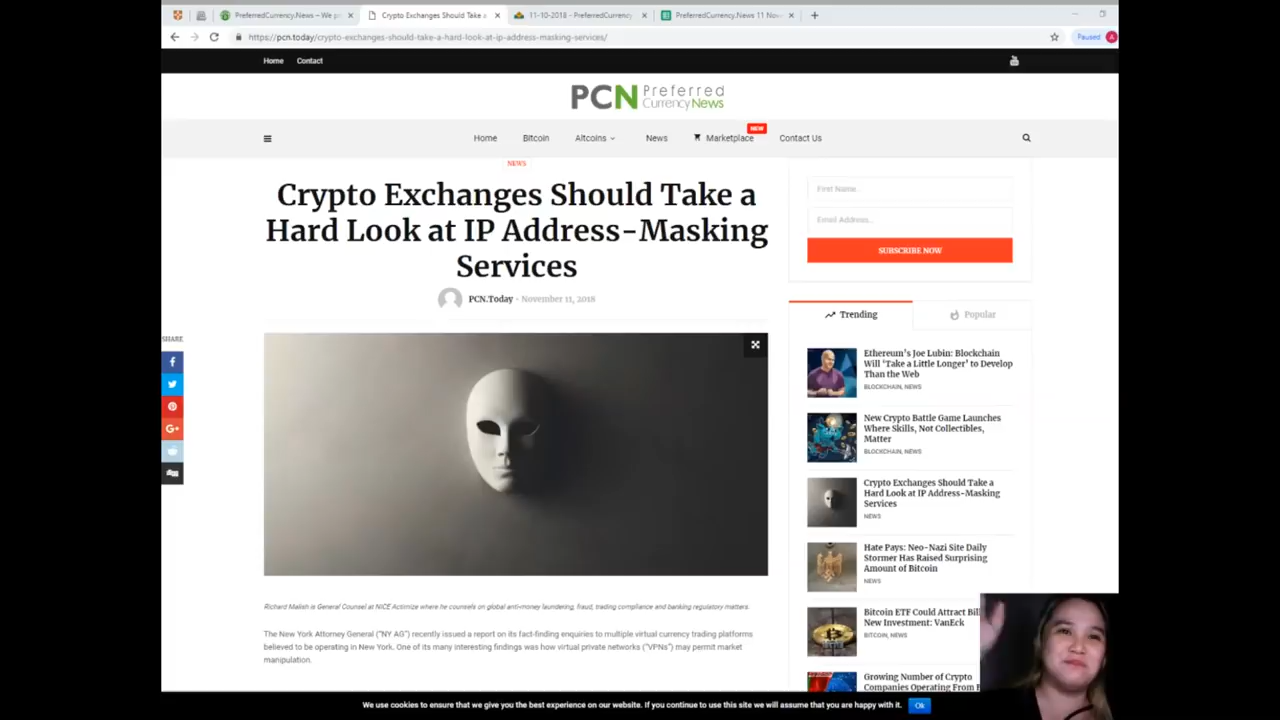 PreferredCurrency.News – We p
Crypto Exchanges Should Take a
11-10-2018 - PreferredCurrency
PreferredCurrency.News 11 Nov
https://pcn.today/crypto-exchanges-should-take-a-hard-look-at-ip-address-masking-services/
Paused
Home Contact
PCN Preferred
CurrencyNews
NEW
Home Bitcoin Altcoins News Marketplace Contact Us
NEWS
Crypto Exchanges Should Take a
Hard Look at IP Address-Masking
Services
PCN.Today - November 11, 2018
SHARE
Richard Malish is General Counsel at NICE Actimize where he counsels on global anti-money laundering, fraud, trading compliance and banking regulatory matters.
The New York Attorney General ("NY AG") recently issued a report on its fact-finding enquiries to multiple virtual currency trading platforms
believed to be operating in New York. One of its many interesting findings was how virtual private networks ("VPNs") may permit market
manipulation.
First Name..
Email Address...
SUBSCRIBE NOW
Trending Popular
Ethereum's Joe Lubin: Blockchain
Will 'Take a Little Longer' to Develop
Than the Web
BLOCKCHAIN, NEWS
New Crypto Battle Game Launches
Where Skills, Not Collectibles,
Matter
BLOCKCHAIN, NEWS
Crypto Exchanges Should Take a
Hard Look at IP Address-Masking
Services
NEWS
Hate Pays: Neo-Nazi Site Daily
Stormer Has Raised Surprising
Amount of Bitcoin
NEWS
Bitcoin ETF Could Attract Bil
New Investment: VanEck
BITCOIN, NEWS
Growing Number of Crypto
Companies Operating From
We use cookies to ensure that we give you the best experience on our website. If you continue to use this site we will assume that you are happy with it. Ok